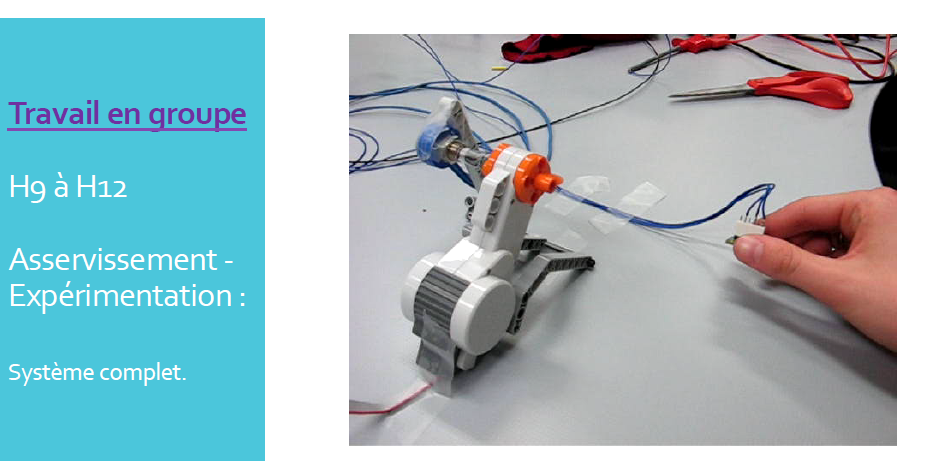 Travail en groupe
H9 à H12
Asservissement -
Expérimentation :
Système complet.